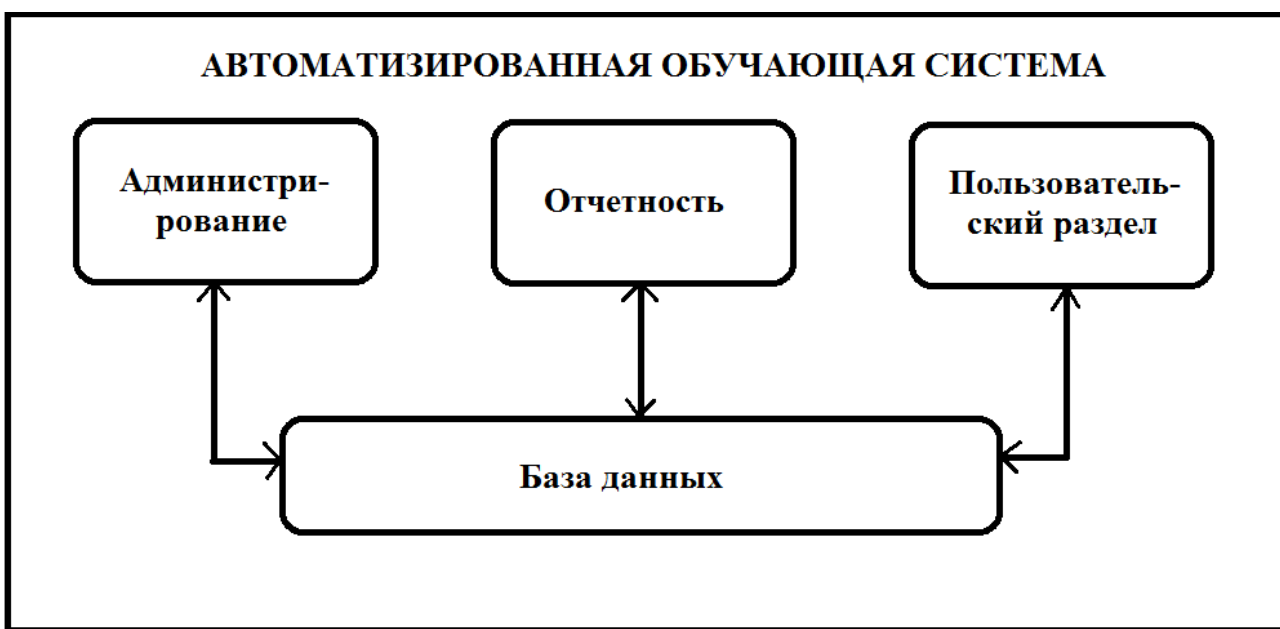 АВТОМАТИЗИРОВАННАЯ ОБУЧАЮЩАЯ СИСТЕМА
Администри-
рование
Отчетность
Пользователь-
ский раздел
База данных